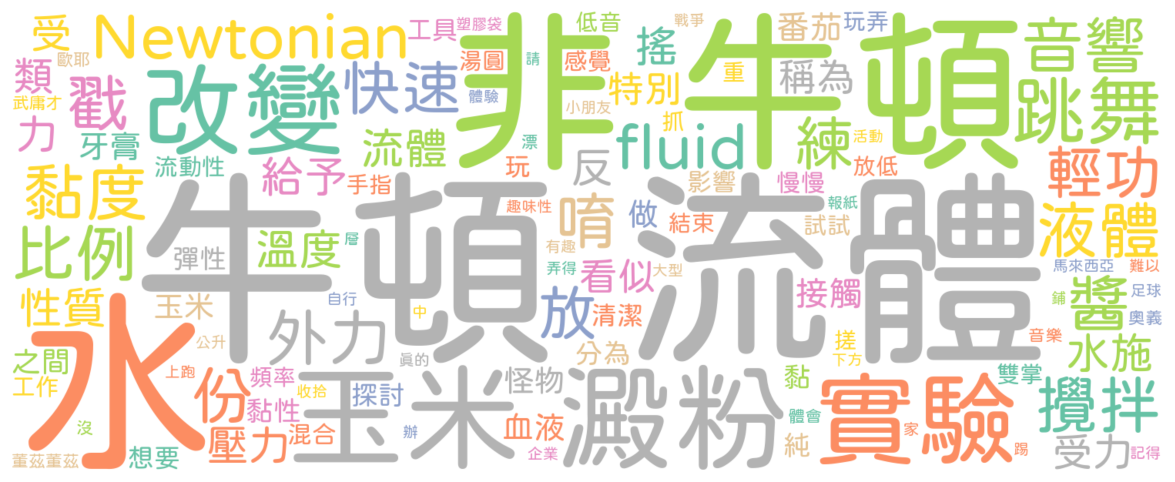 受 Newtonian 工具 塑膠袋 非牛頓 低音 戰爭 番茄 玩弄 音響
歐耶 湯圓 請 感覺 搖 重 稱為
類 戳 改變 快速 體驗 特別 跳舞
武庸才 小朋友 抓
力 牙膏 流體 漂 fluid 練 活動
流動性 給予 手指 玩 反 影響 慢慢 放低 輕功
黏度 牛頓流體 趣味性 唷 做 結束 試試 報紙 液體
比例 彈性 溫度 層 有趣
弄得 看似 大型 馬來西亞 難以
性質 玉米 自行 中 放 清潔 接觸 鋪 醬 足球
奧義
水 外力 公升 真的 分為 搓 音樂 水施
之間 上跑 頻率 玉米澱粉 怪物 下方 雙掌
工作 份 收拾 探討 黏 實驗 攪拌
黏性 體會
沒 壓力 混合 辦 血液 純 家 受力
董茲董茲 想要 企業 踢 記得